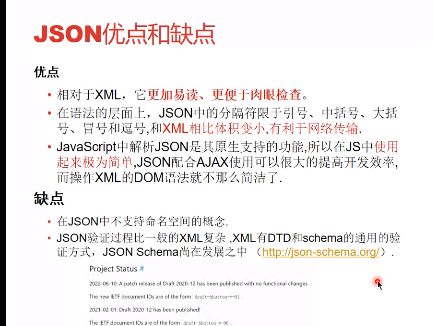 JSON优点和缺点
优点
• 相对于XML，它更加易读、更便于肉眼检查。
• 在语法的层面上，JSON中的分隔符限于引号、中括号、大括
号、冒号和逗号,和XML相比体积变小,有利于网络传输.
• JavaScript中解析JSON是其原生支持的功能,所以在JS中使用
起来极为简单,JSON配合AJAX使用可以很大的提高开发效率,
而操作XML的DOM语法就不那么简洁了.
缺点
• 在JSON中不支持命名空间的概念.
• JSON验证过程比一般的XML复杂 ,XML有DTD和schema的通用的验
证方式，JSON Schema尚在发展之中（http://json-schema.org/）.
Project Status #
2022-06-10: A patch release of Draft 2020-12 has been published with no functional changes.
The new IETF document IDs are of the form
2021-02-01: Draft 2020-12 has been published!
The IETF document IDs are of the form